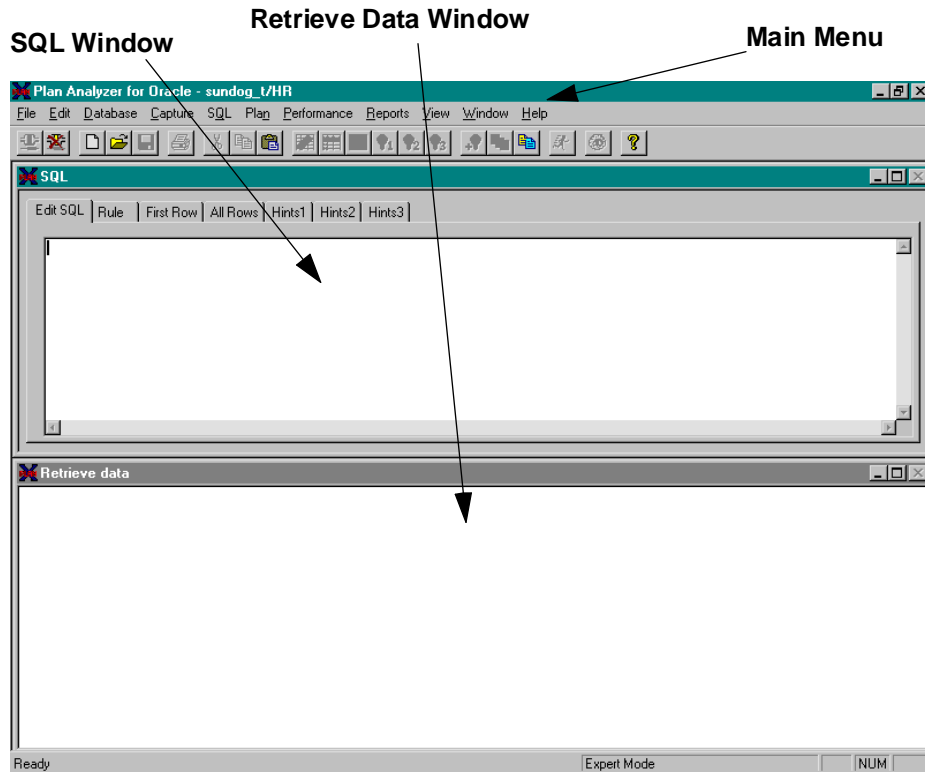 Retrieve Data Window
SQL Window
Main Menu
Plan Analyzer for Oracle - sundog_t/HR
File Edit Database Capture SQL Plan Performance Reports View Window Help
SQL
Edit SQL Rule First Row All Rows Hints1 Hints2 Hints3
Retrieve data
Ready Expert Mode NUM